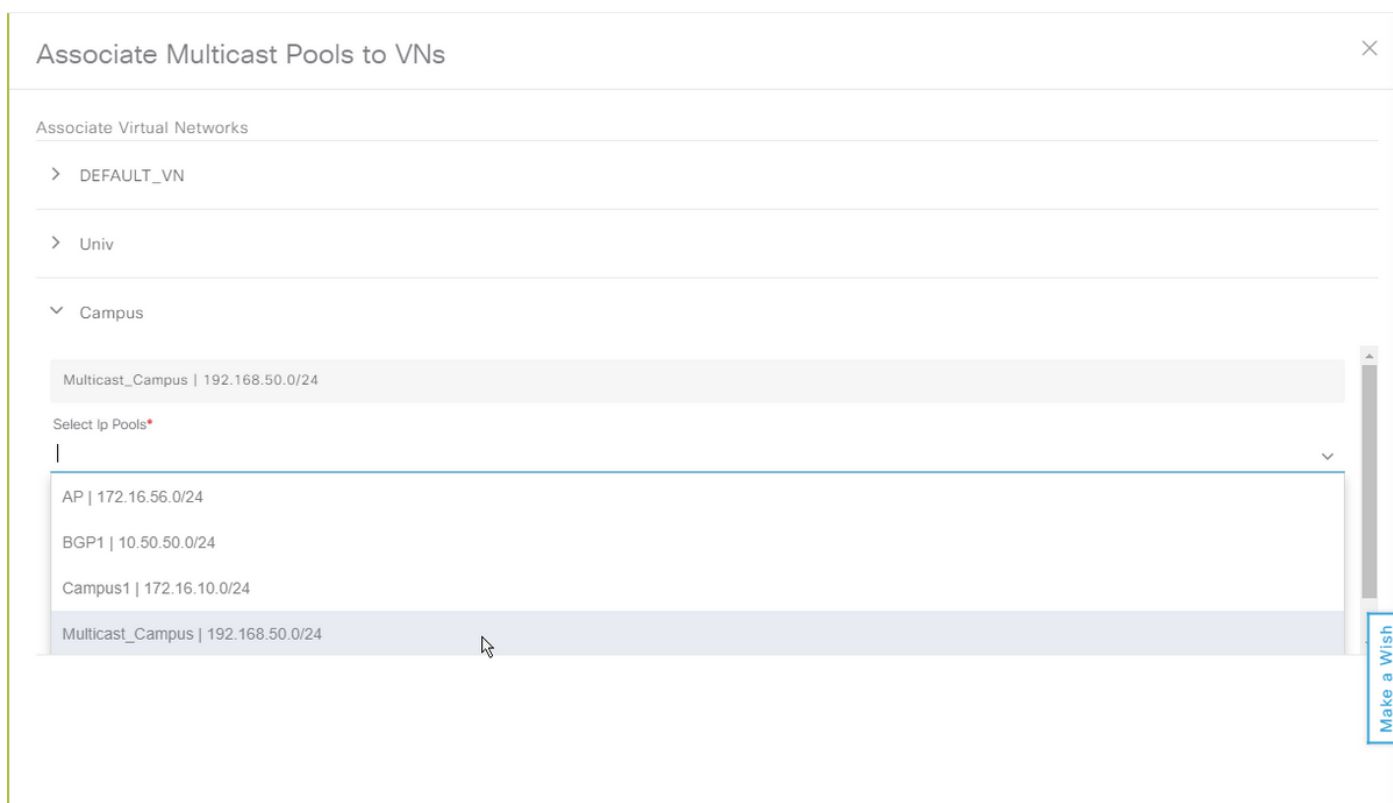 Associate Multicast Pools to VNs
Associate Virtual Networks
DEFAULT_VN
Univ
Campus
Multicast_Campus | 192.168.50.0/24
Select Ip Pools*
AP | 172.16.56.0/24
BGP1 | 10.50.50.0/24
Campus1 | 172.16.10.0/24
Multicast_Campus | 192.168.50.0/24
Make a Wish